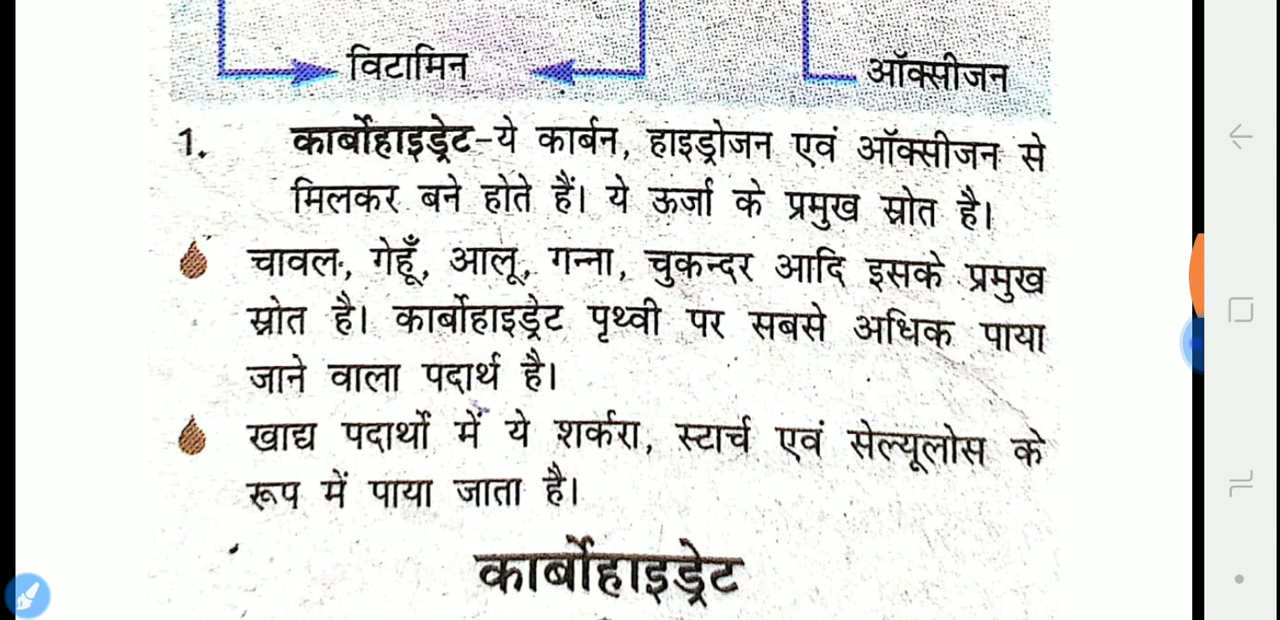 विटामिन ऑक्सीजन
1. कार्बोहाइड्रेट-ये कार्बन, हाइड्रोजन एवं ऑक्सीजन से
मिलकर बने होते हैं। ये ऊर्जा के प्रमुख स्रोत है।
चावल, गेहूँ, आलू, गन्ना, चुकन्दर आदि इसके प्रमुख
स्रोत है। कार्बोहाइड्रेट पृथ्वी पर सबसे अधिक पाया
जाने वाला पदार्थ है।
खाद्य पदार्थों में ये शर्करा, स्टार्च एवं सेल्यूलोस के
रूप में पाया जाता है।
कार्बोहाइड्रेट